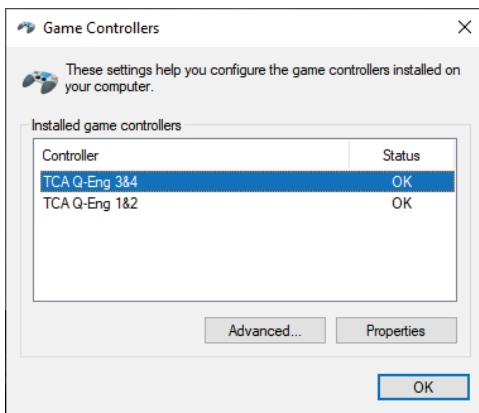 Game Controllers
These settings help you configure the game controllers installed on
your computer.
Installed game controllers
Controller Status
TCA Q-Eng 3&4 OK
TCA Q-Eng 1&2 OK
Advanced... Properties
OK